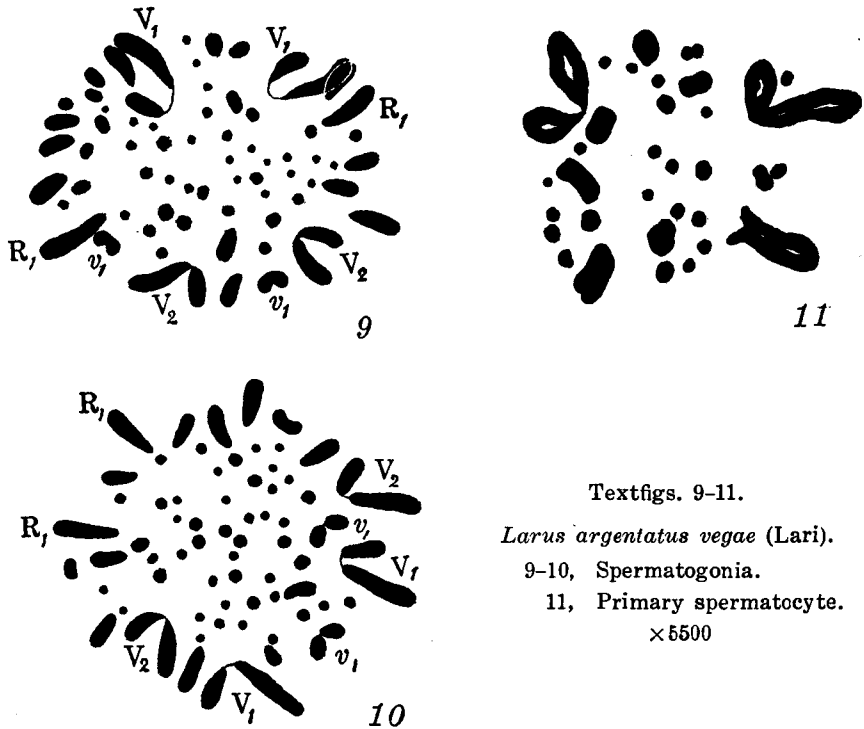 V₁
V₁
R₁
R₁
v₁
V₂
v₁
V₂
9
11
R₁
R₁
V₂
v₁
V₁
V₂
V₁
v₁
10
Textfigs. 9–11.
Larus argentatus vegae (Lari).
9–10, Spermatogonia.
11, Primary spermatocyte.
×5500